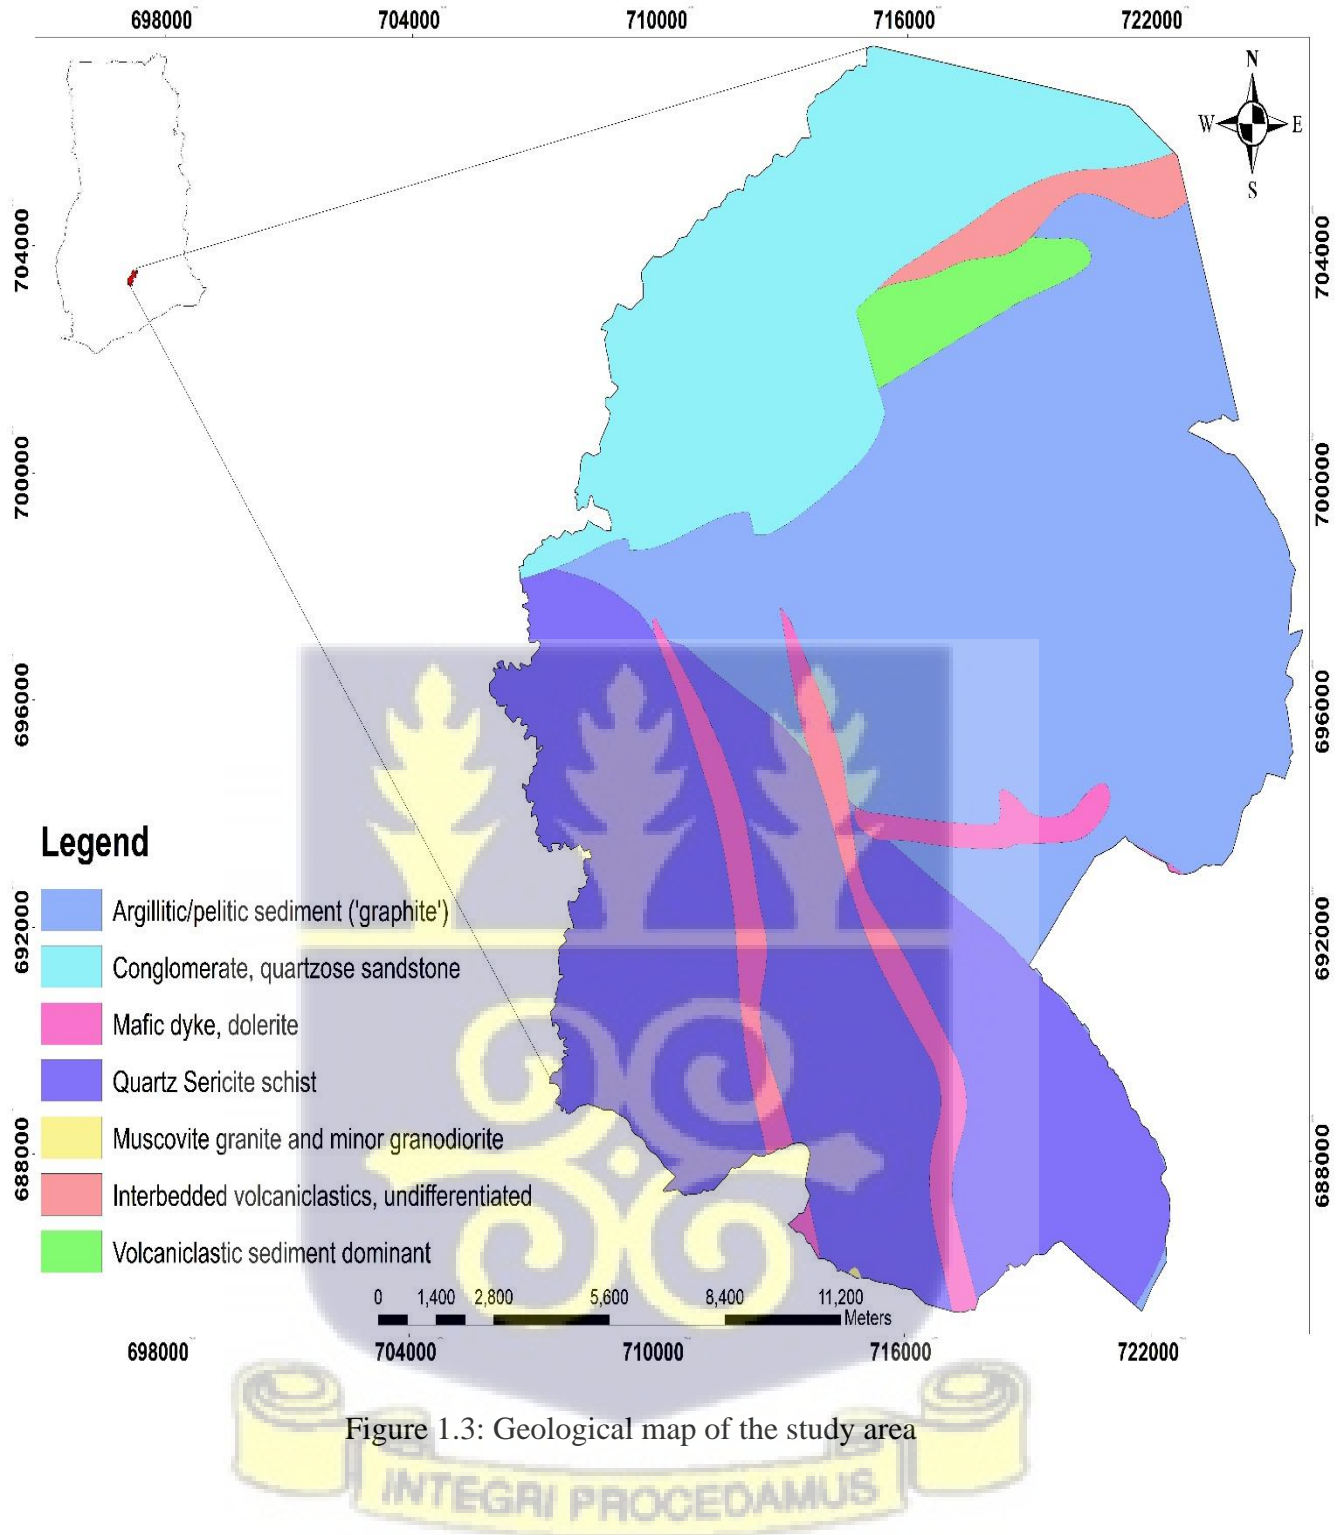 698000 704000 710000 716000 722000
N
W E
S
704000 704000
700000 700000
696000 696000
692000 692000
688000 688000
Legend
Argillitic/pelitic sediment ('graphite')
Conglomerate, quartzose sandstone
Mafic dyke, dolerite
Quartz Sericite schist
Muscovite granite and minor granodiorite
Interbedded volcaniclastics, undifferentiated
Volcaniclastic sediment dominant
0 1,400 2,800 5,600 8,400 11,200
Meters
698000 704000 710000 716000 722000
Figure 1.3: Geological map of the study area
INTEGRI PROCEDAMUS